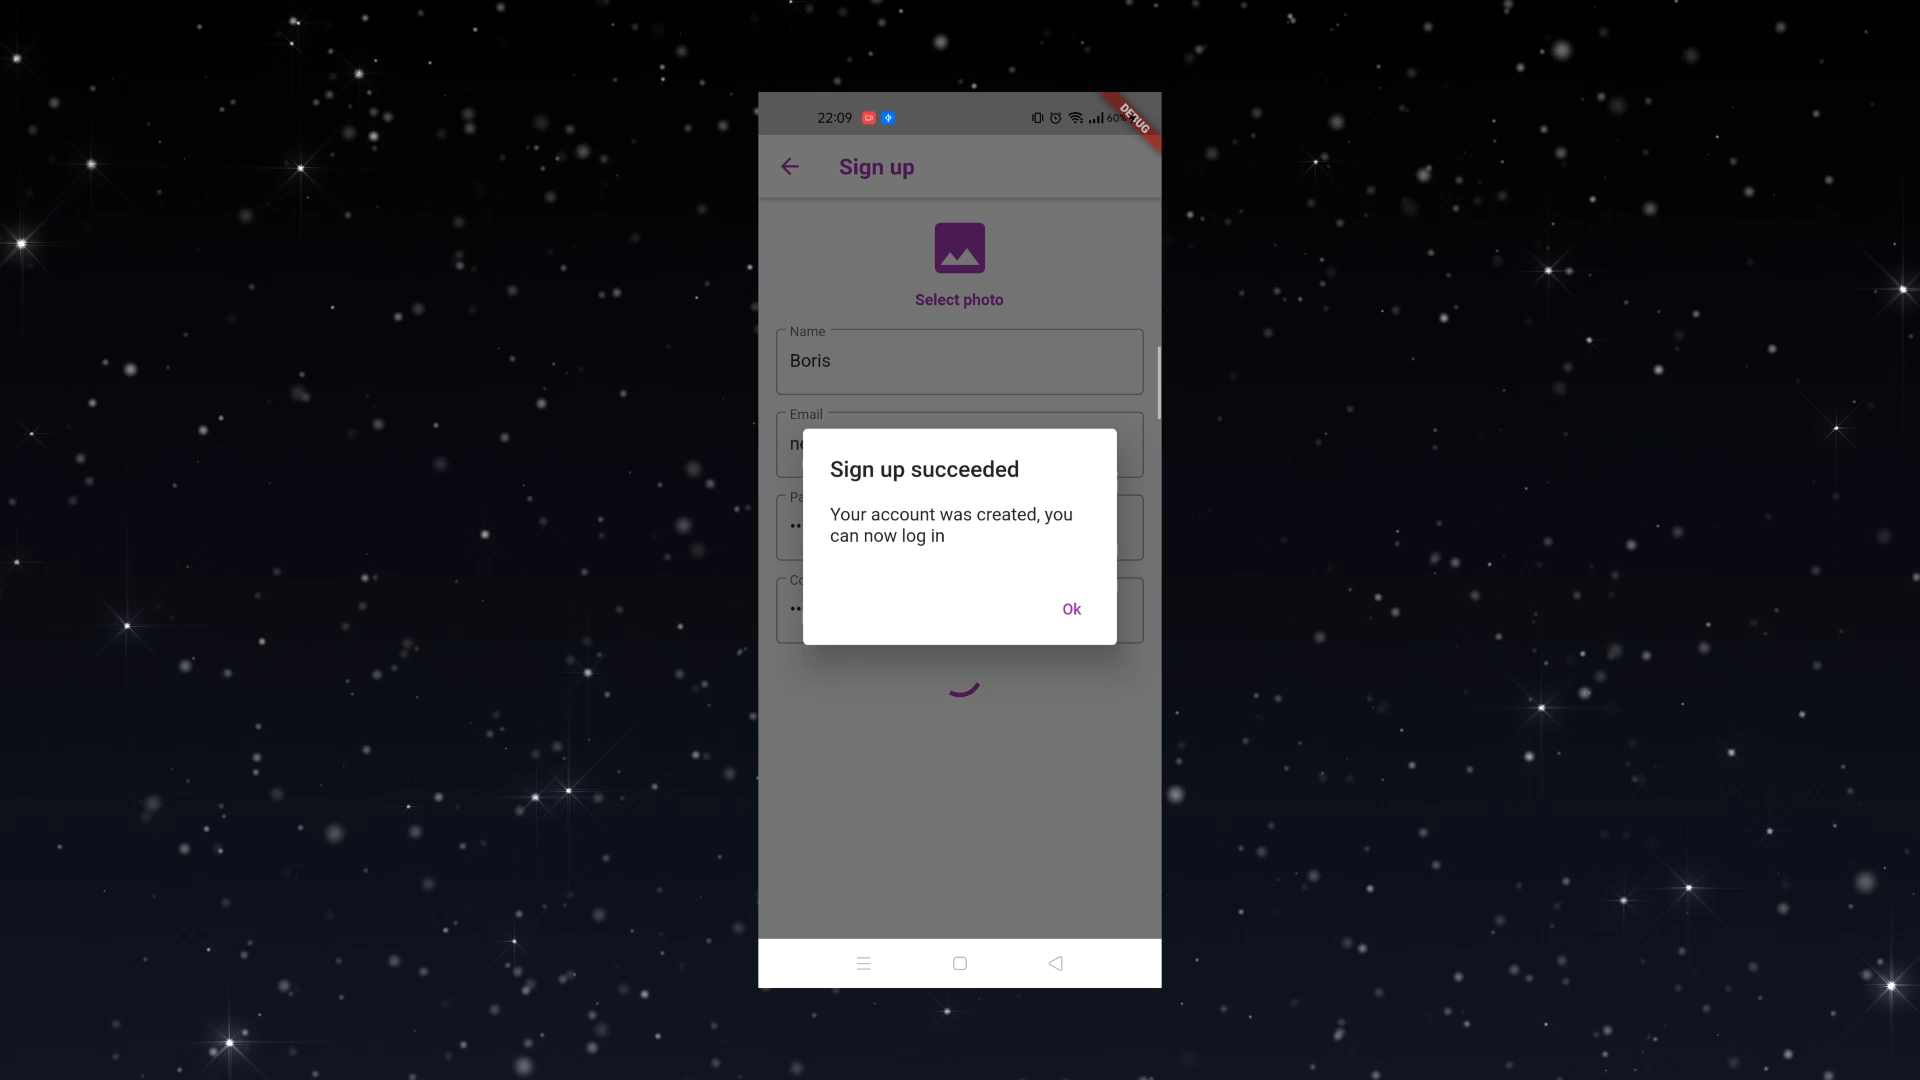 22:09
60%
DEBUG
Sign up
Select photo
Name
Boris
Email
Sign up succeeded
Your account was created, you
can now log in
Ok